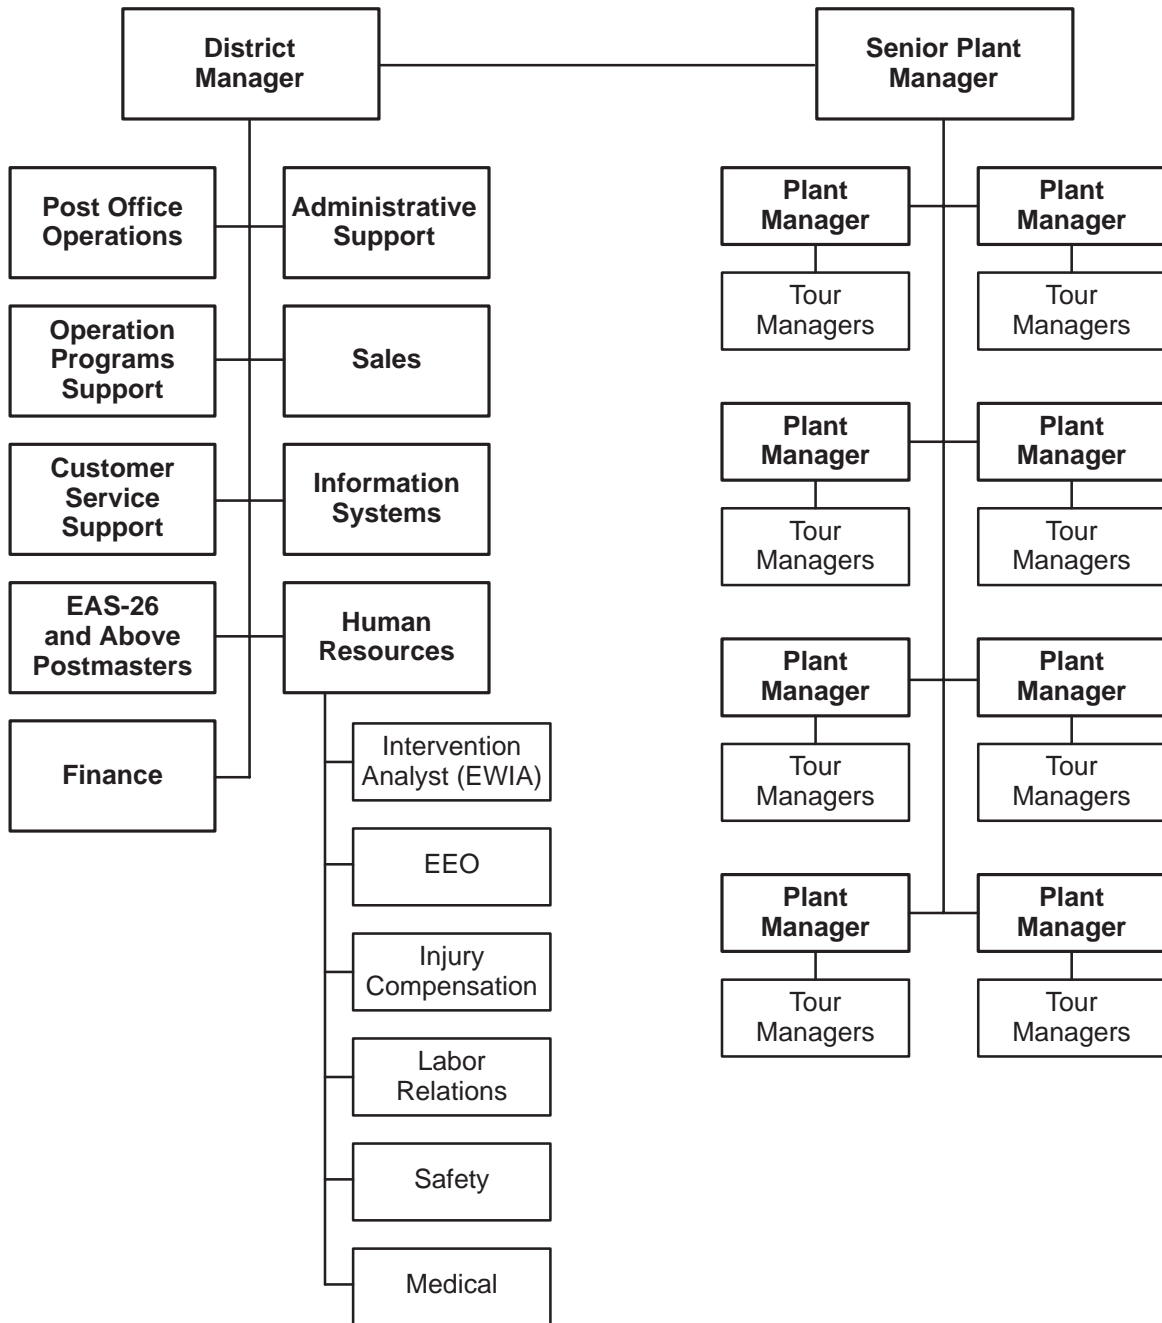 District
Manager
Senior Plant
Manager
Post Office
Operations
Administrative
Support
Plant
Manager
Plant
Manager
Tour
Managers
Tour
Managers
Operation
Programs
Support
Sales
Plant
Manager
Plant
Manager
Customer
Service
Support
Information
Systems
Tour
Managers
Tour
Managers
EAS-26
and Above
Postmasters
Human
Resources
Plant
Manager
Plant
Manager
Finance
Intervention
Analyst (EWIA)
Tour
Managers
Tour
Managers
EEO
Plant
Manager
Plant
Manager
Injury
Compensation
Tour
Managers
Tour
Managers
Labor
Relations
Safety
Medical